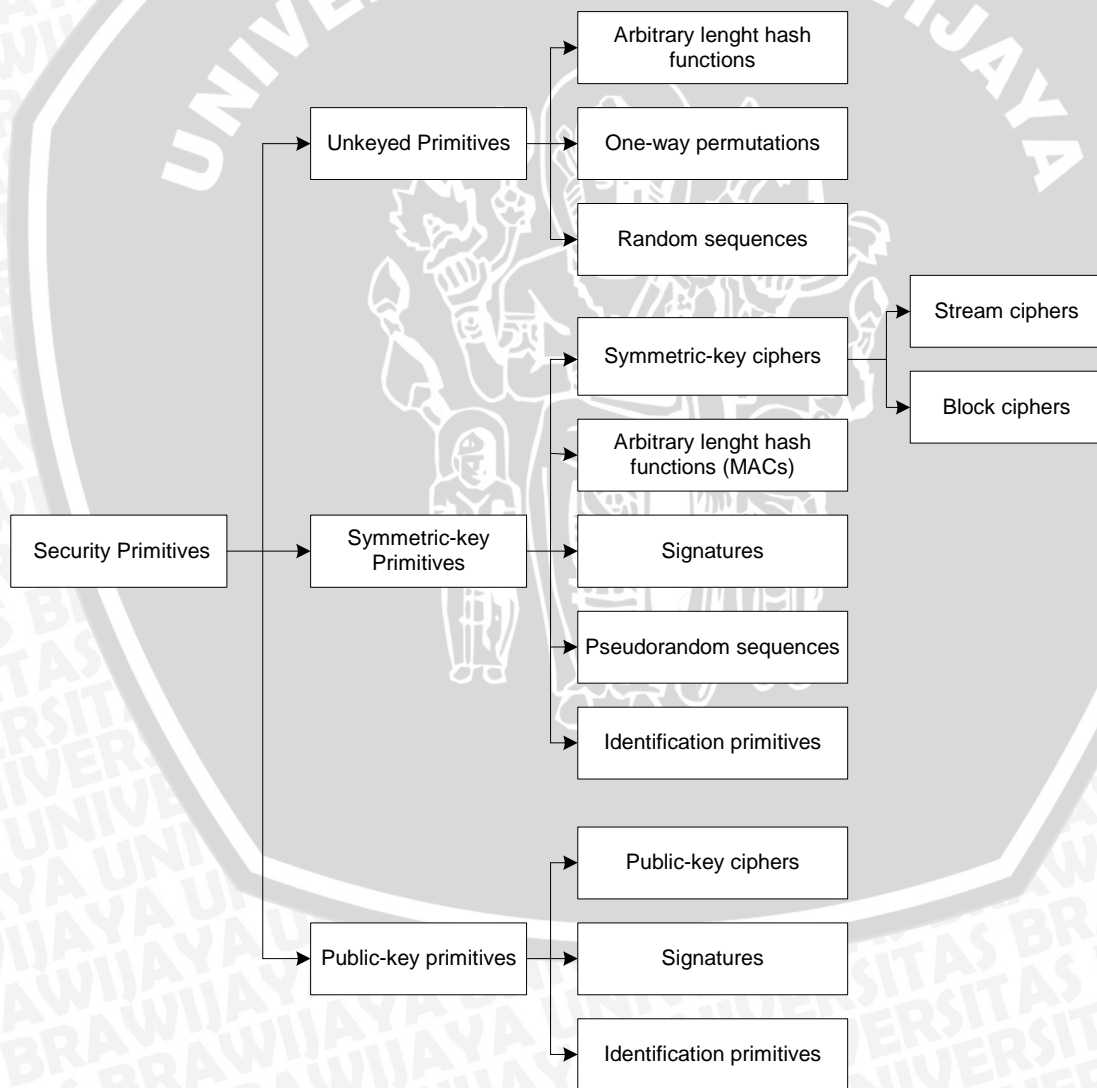 Arbitrary lenght hash
functions
Unkeyed Primitives
One-way permutations
Random sequences
Stream ciphers
Symmetric-key ciphers
Block ciphers
Arbitrary lenght hash
functions (MACs)
Security Primitives
Symmetric-key
Primitives
Signatures
Pseudorandom sequences
Identification primitives
Public-key ciphers
Public-key primitives
Signatures
Identification primitives